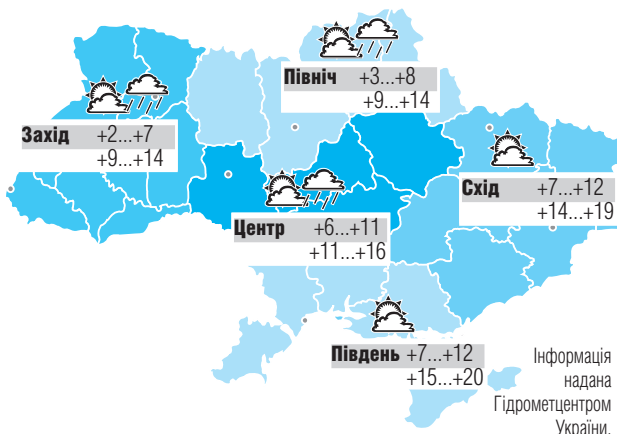 Північ +3...+8
+9...+14
Захід +2...+7
+9...+14
Схід +7...+12
+14...+19
Центр +6...+11
+11...+16
Південь +7...+12
+15...+20
Інформація
надана
Гідрометцентром
України.